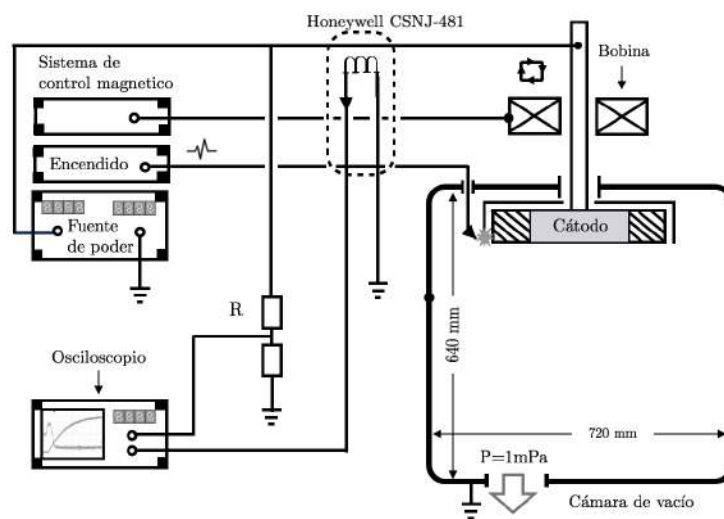 Honeywell CSNJ-481
Sistema de
control magnetico
Bobina
Encendido
Fuente
de poder
Cátodo
R
640 mm
Osciloscopio
720 mm
P=1mPa
Cámara de vacío